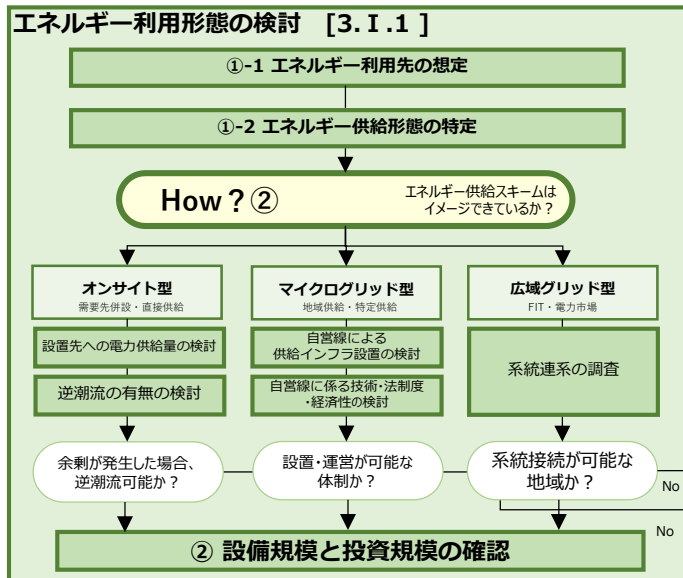 エネルギー利用形態の検討 [3.Ⅰ.1 ]
①-1 エネルギー利用先の想定
①-2 エネルギー供給形態の特定
How？②
エネルギー供給スキームは
イメージできているか？
オンサイト型
需要先併設・直接供給
マイクログリッド型
地域供給・特定供給
広域グリッド型
FIT・電力市場
設置先への電力供給量の検討
自営線による
供給インフラ設置の検討
系統連系の調査
逆潮流の有無の検討
自営線に係る技術・法制度
・経済性の検討
余剰が発生した場合、
逆潮流可能か？
設置・運営が可能な
体制か？
系統接続が可能な
地域か？
No
No
② 設備規模と投資規模の確認